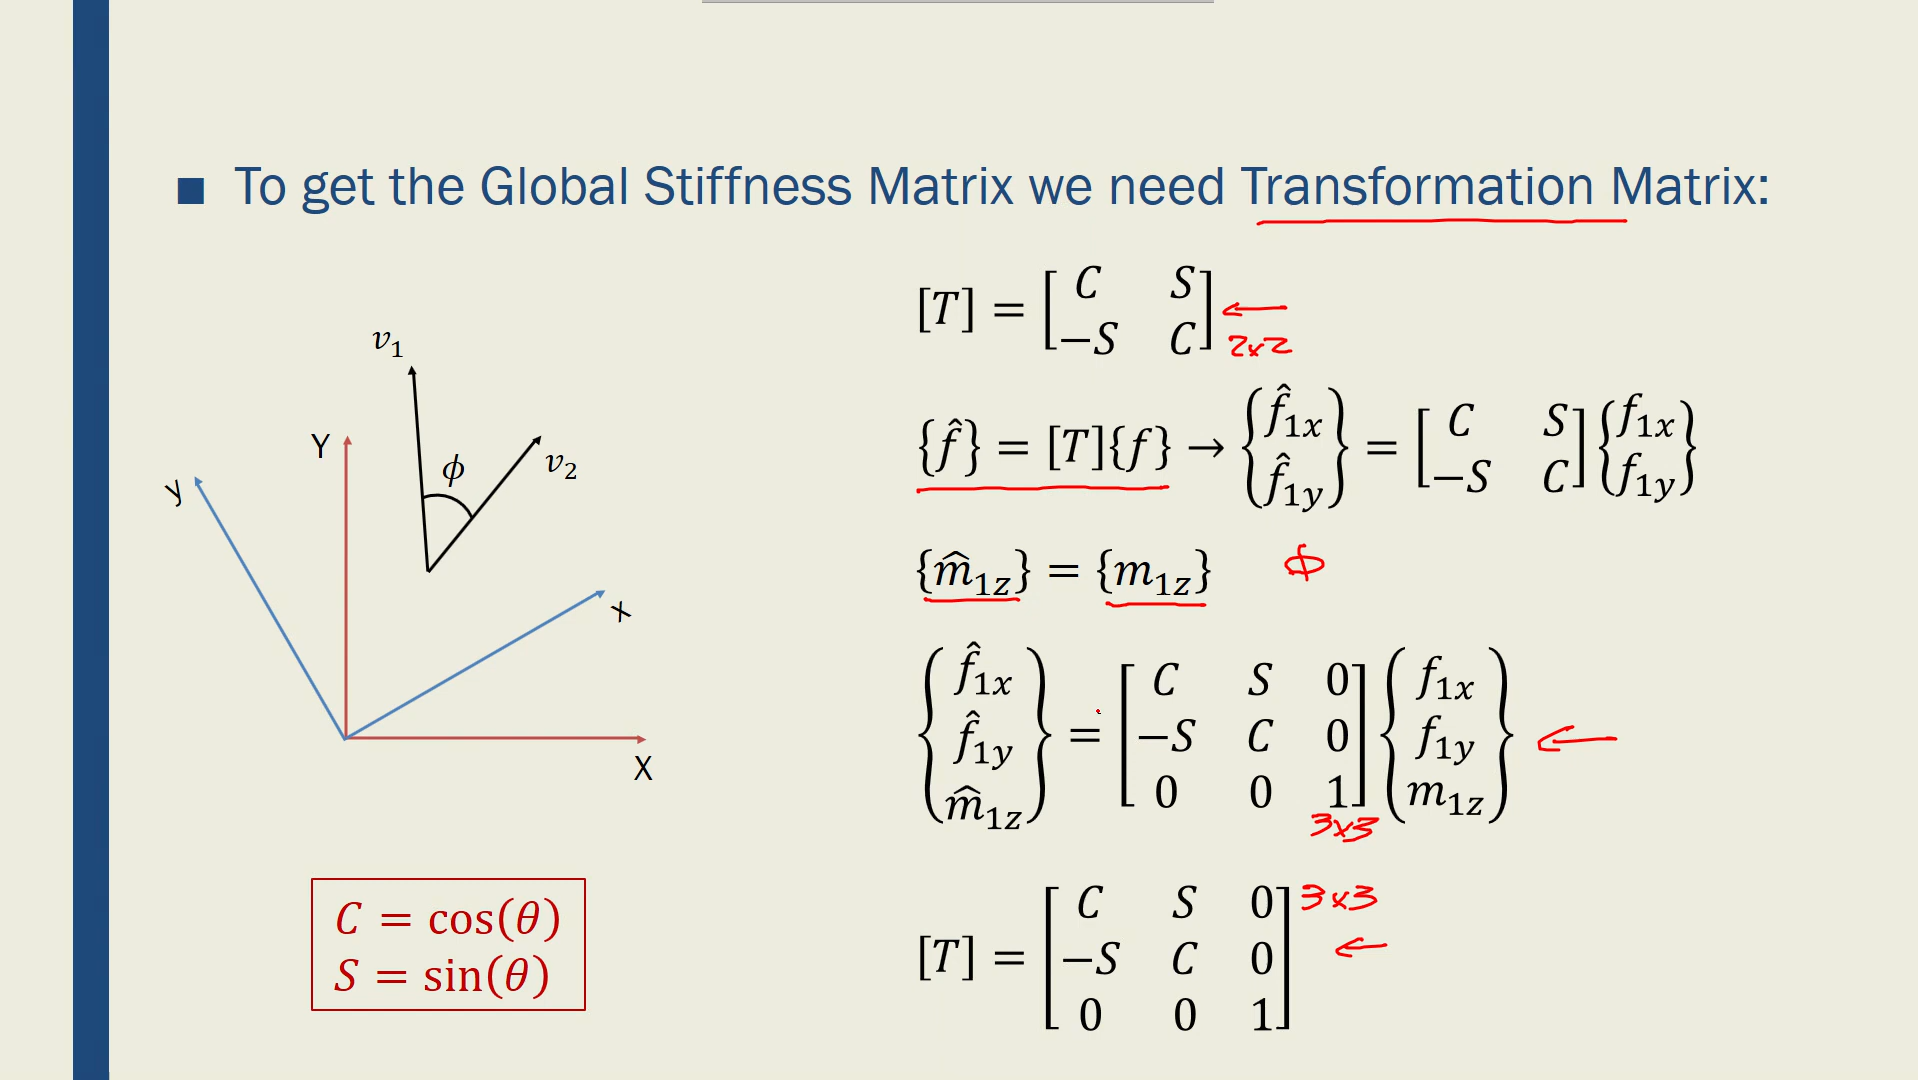 ■ To get the Global Stiffness Matrix we need Transformation Matrix:
[T] = [C S
−S C]
2x2
{f̂} = [T]{f} → {f̂1x
f̂1y} = [C S
−S C] {f1x
f1y}
{m̂1z} = {m1z} ϕ
{f̂1x
f̂1y
m̂1z} = [C S 0
−S C 0
0 0 1] {f1x
f1y
m1z}
3x3
[T] = [C S 0
−S C 0
0 0 1]
3x3
v1
ϕ
v2
Y
y
x
X
C = cos(θ)
S = sin(θ)